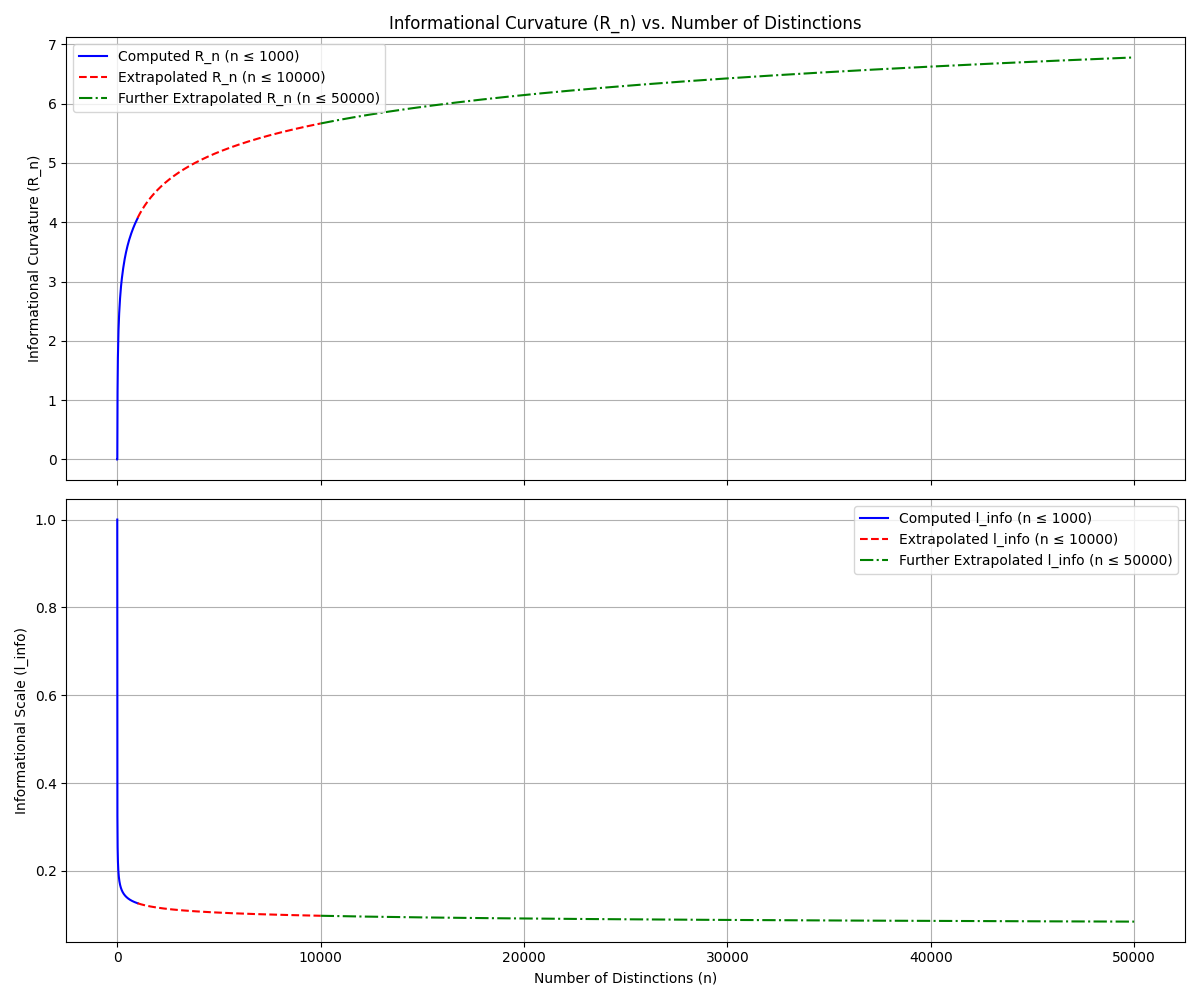 Informational Curvature (R_n) vs. Number of Distinctions
Computed R_n (n ≤ 1000)
Extrapolated R_n (n ≤ 10000)
Further Extrapolated R_n (n ≤ 50000)
Informational Curvature (R_n)
7
6
5
4
3
2
1
0
Computed l_info (n ≤ 1000)
Extrapolated l_info (n ≤ 10000)
Further Extrapolated l_info (n ≤ 50000)
Informational Scale (l_info)
1.0
0.8
0.6
0.4
0.2
0 10000 20000 30000 40000 50000
Number of Distinctions (n)